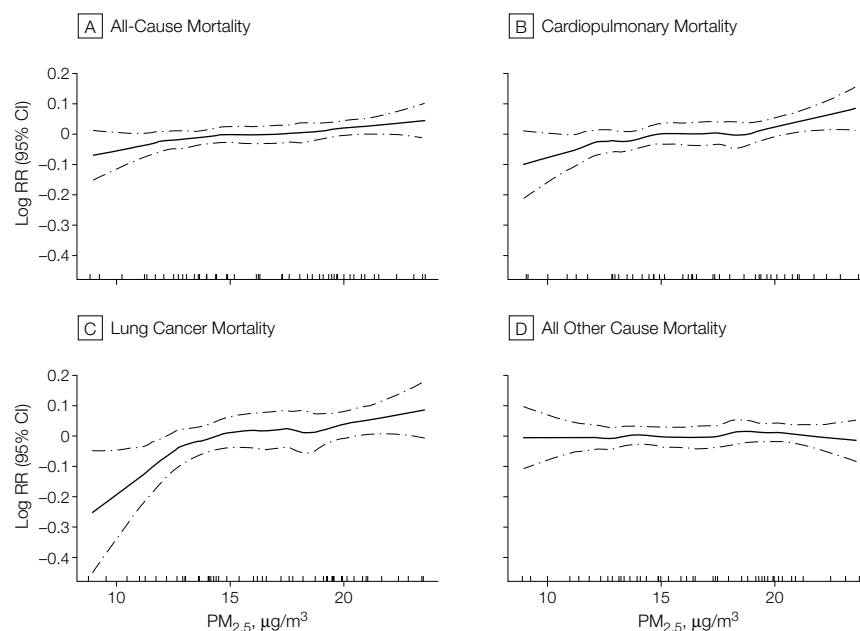 A All-Cause Mortality
B Cardiopulmonary Mortality
Log RR (95% CI)
0.2
0.1
0
–0.1
–0.2
–0.3
–0.4
C Lung Cancer Mortality
D All Other Cause Mortality
Log RR (95% CI)
0.2
0.1
0
–0.1
–0.2
–0.3
–0.4
10 15 20
10 15 20
PM2.5, μg/m³
PM2.5, μg/m³